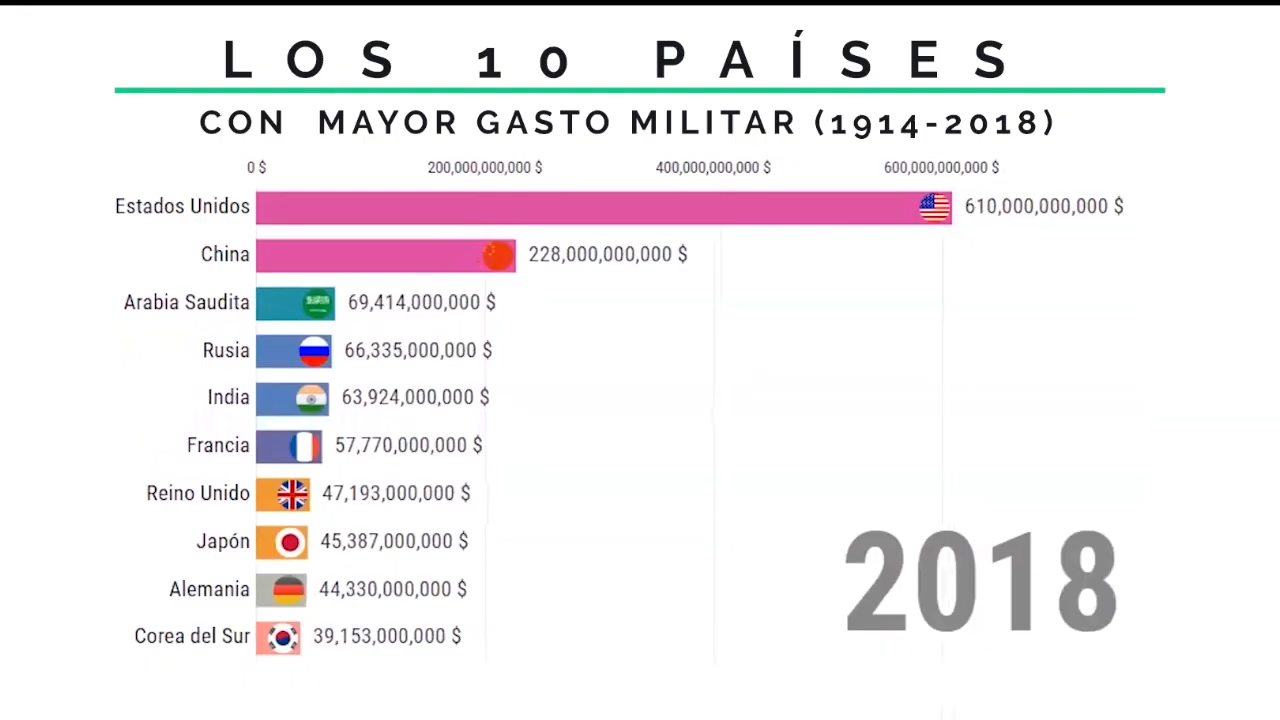 LOS 10 PAÍSES
CON MAYOR GASTO MILITAR (1914-2018)
0 $ 200,000,000,000 $ 400,000,000,000 $ 600,000,000,000 $
Estados Unidos 610,000,000,000 $
China 228,000,000,000 $
Arabia Saudita 69,414,000,000 $
Rusia 66,335,000,000 $
India 63,924,000,000 $
Francia 57,770,000,000 $
Reino Unido 47,193,000,000 $
Japón 45,387,000,000 $
Alemania 44,330,000,000 $
Corea del Sur 39,153,000,000 $
2018